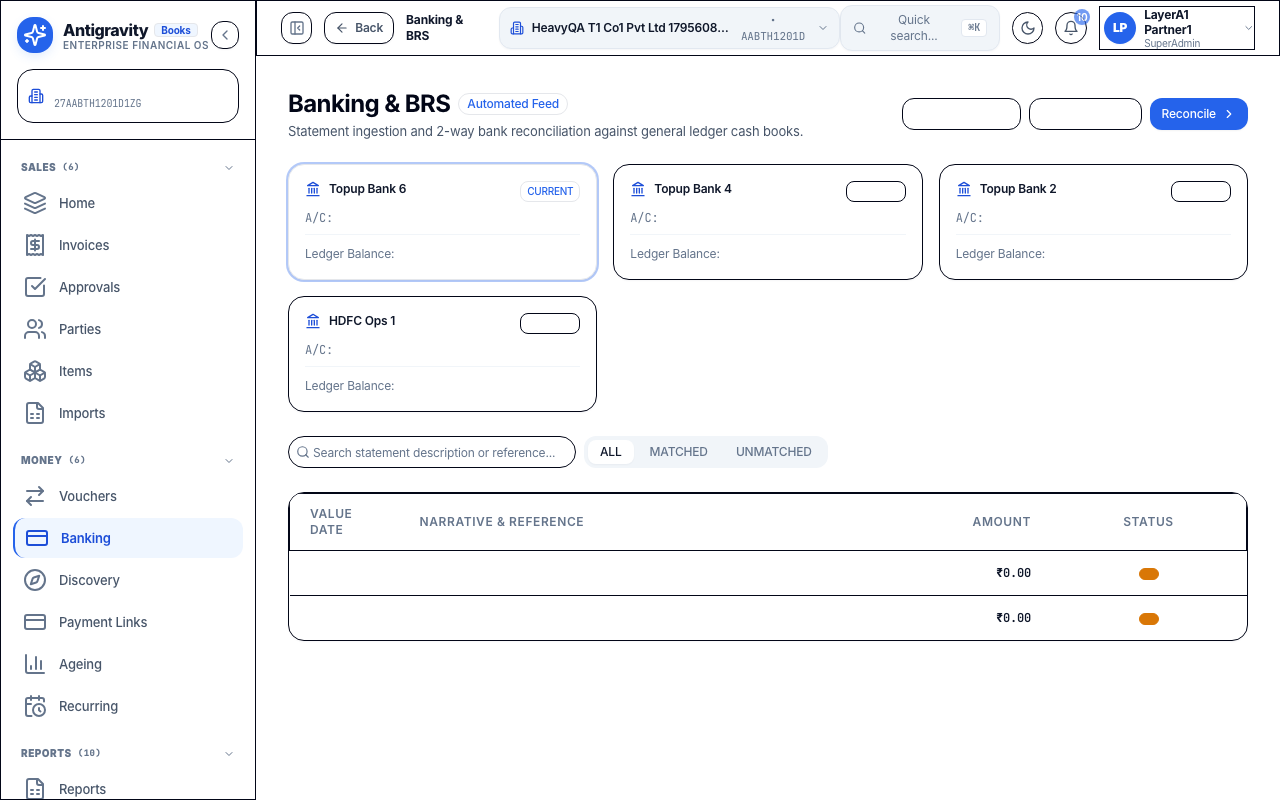 Antigravity Books
ENTERPRISE FINANCIAL OS
27AABTH1201D1ZG
SALES (6)
Home
Invoices
Approvals
Parties
Items
Imports
MONEY (6)
Vouchers
Banking
Discovery
Payment Links
Ageing
Recurring
REPORTS (10)
Reports
Back
Banking & BRS
HeavyQA T1 Co1 Pvt Ltd 1795608...
· AABTH1201D
Quick search...
⌘K
10
LP
LayerA1 Partner1
SuperAdmin
Banking & BRS
Automated Feed
Statement ingestion and 2-way bank reconciliation against general ledger cash books.
Reconcile
Topup Bank 6
CURRENT
A/C:
Ledger Balance:
Topup Bank 4
A/C:
Ledger Balance:
Topup Bank 2
A/C:
Ledger Balance:
HDFC Ops 1
A/C:
Ledger Balance:
Search statement description or reference...
ALL
MATCHED
UNMATCHED
VALUE DATE
NARRATIVE & REFERENCE
AMOUNT
STATUS
₹0.00
₹0.00